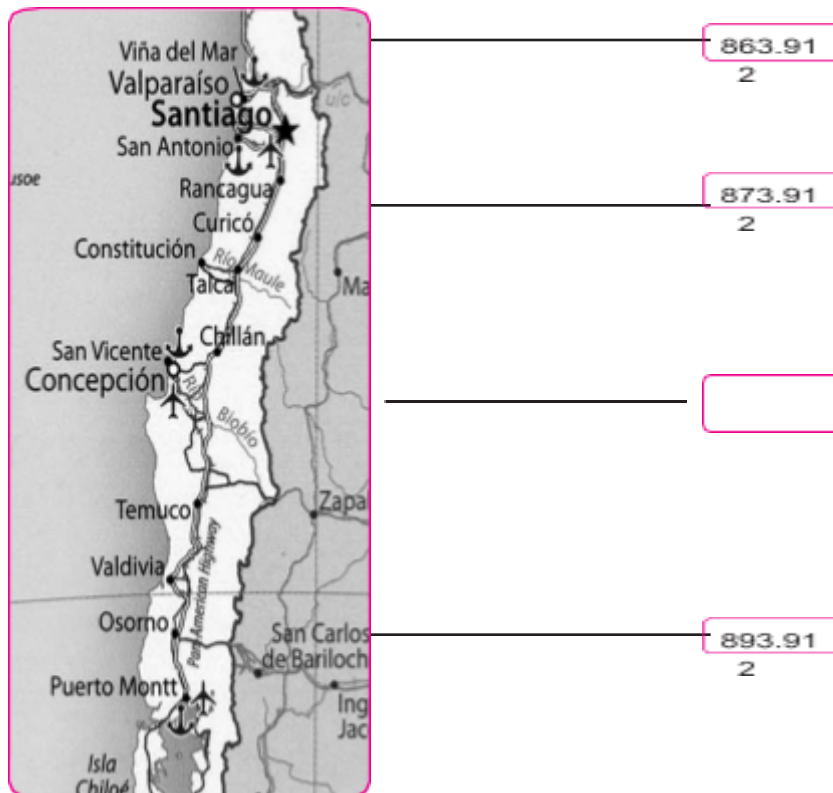 Viña del Mar
863.91
2
Valparaíso
u/c
Santiago
San Antonio
usoe
Rancagua
873.91
2
Curicó
Constitución
Río Maule
Talca
Ma
Chillán
San Vicente
Concepción
Río
Biobío
Temuco
Zapa
Pan-American Highway
Valdivia
Osorno
San Carlos
de Bariloch
893.91
2
Puerto Montt
Ing
Jac
Isla
Chiloé